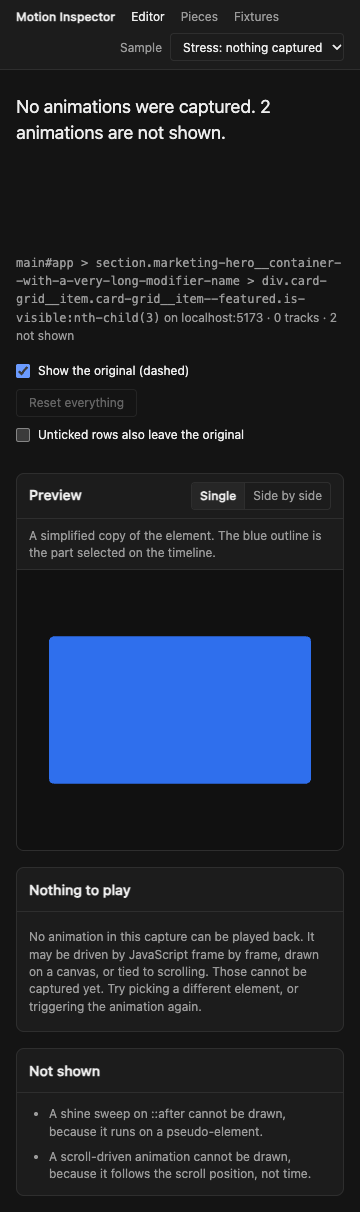 Motion Inspector Editor Pieces Fixtures
Sample Stress: nothing captured
No animations were captured. 2
animations are not shown.
main#app > section.marketing-hero__container-
-with-a-very-long-modifier-name > div.card-
grid__item.card-grid__item--featured.is-
visible:nth-child(3) on localhost:5173 · 0 tracks · 2
not shown
Show the original (dashed)
Reset everything
Unticked rows also leave the original
Preview Single Side by side
A simplified copy of the element. The blue outline is
the part selected on the timeline.
Nothing to play
No animation in this capture can be played back. It
may be driven by JavaScript frame by frame, drawn
on a canvas, or tied to scrolling. Those cannot be
captured yet. Try picking a different element, or
triggering the animation again.
Not shown
• A shine sweep on ::after cannot be drawn,
because it runs on a pseudo-element.
• A scroll-driven animation cannot be drawn,
because it follows the scroll position, not time.